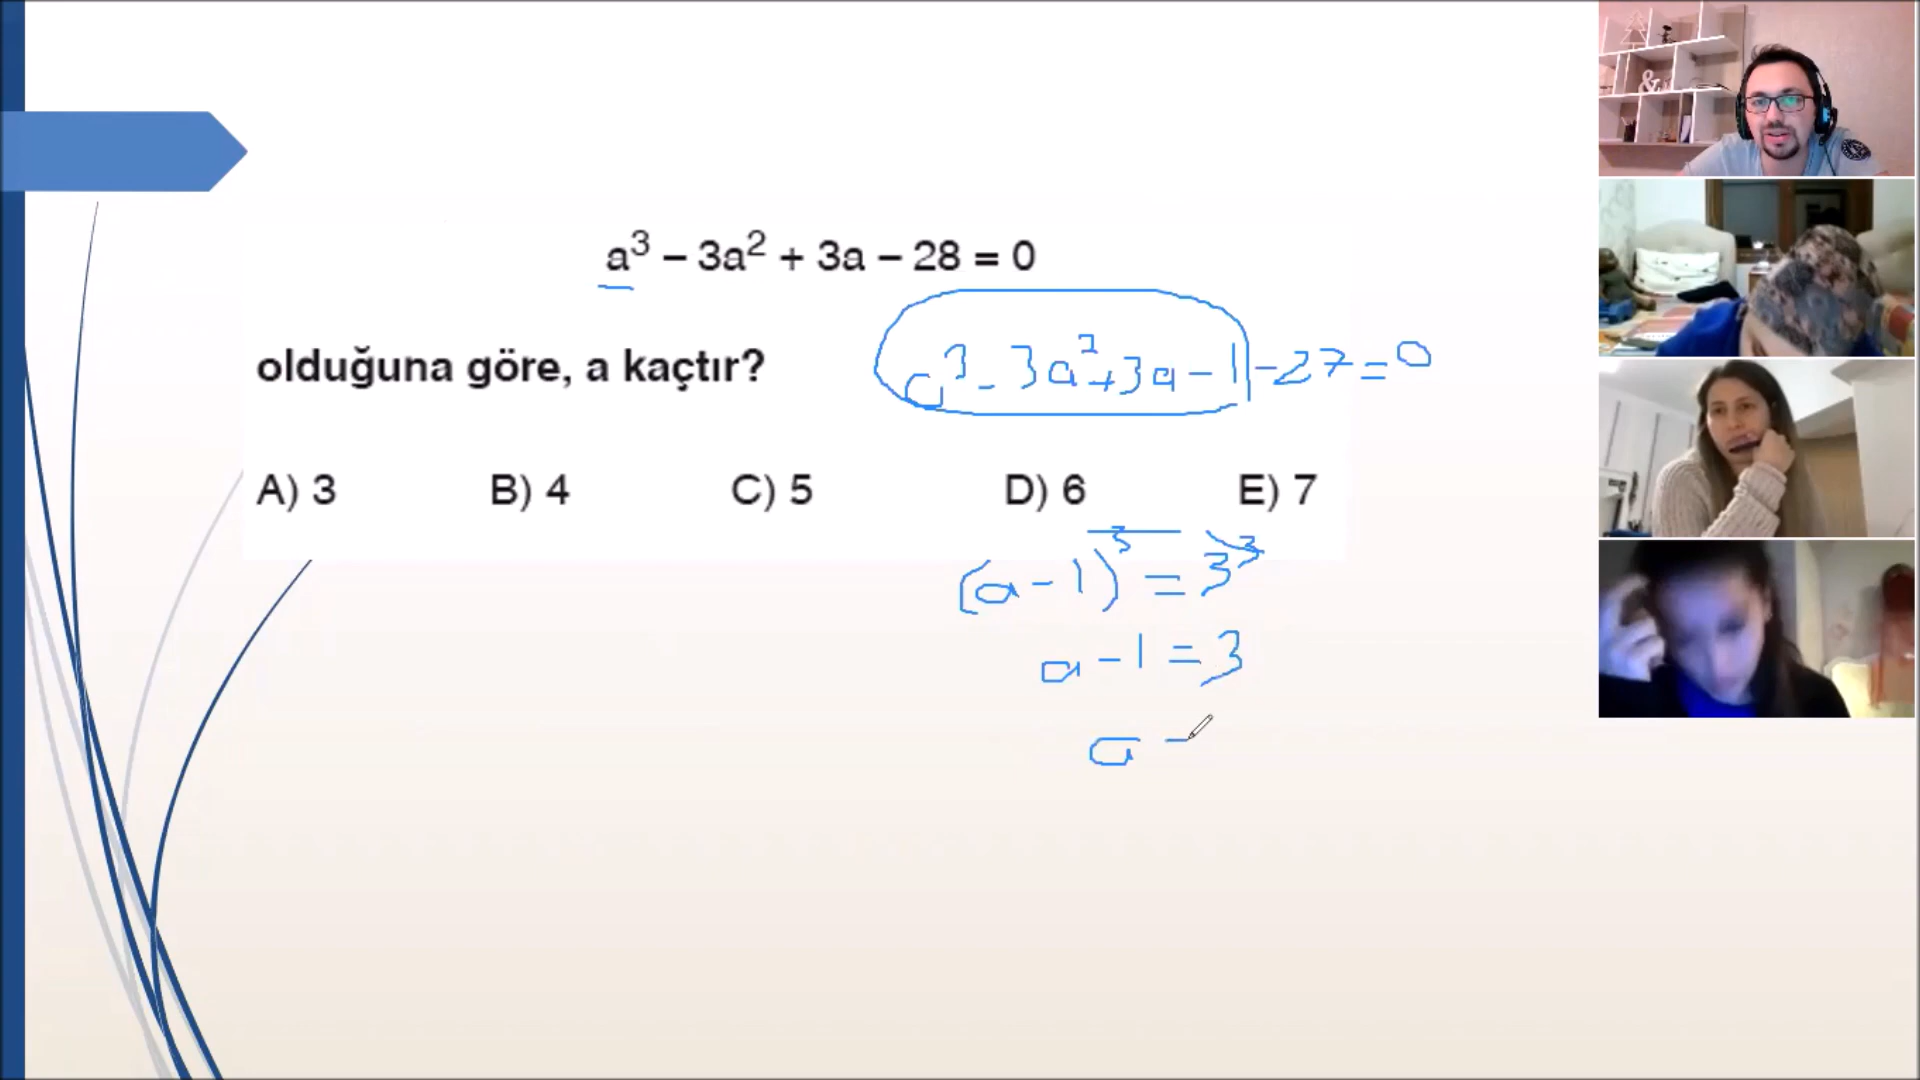 a³ – 3a² + 3a – 28 = 0
olduğuna göre, a kaçtır?
a³ - 3a² + 3a - 1 | - 27 = 0
A) 3 B) 4 C) 5 D) 6 E) 7
(a - 1)³ = 3³
a - 1 = 3
a -
&